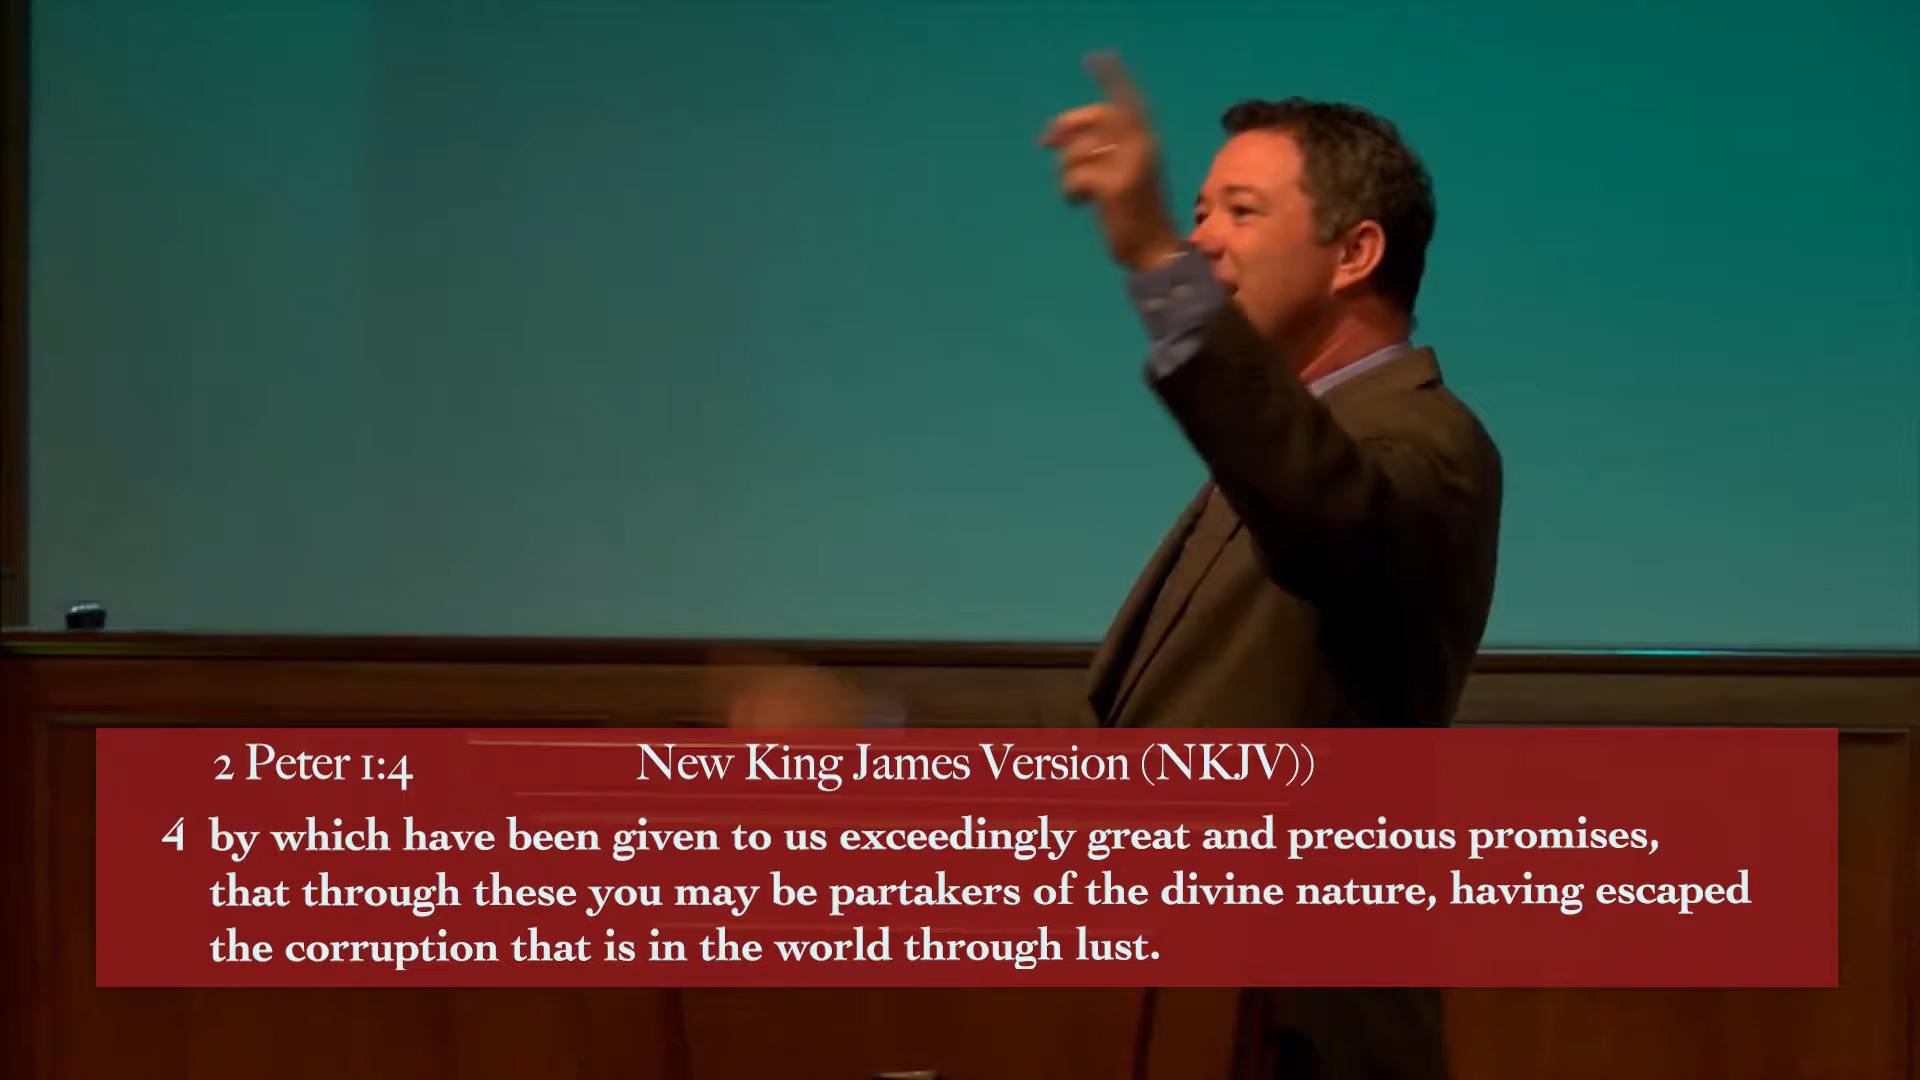 2 Peter 1:4 New King James Version (NKJV))
4 by which have been given to us exceedingly great and precious promises,
that through these you may be partakers of the divine nature, having escaped
the corruption that is in the world through lust.